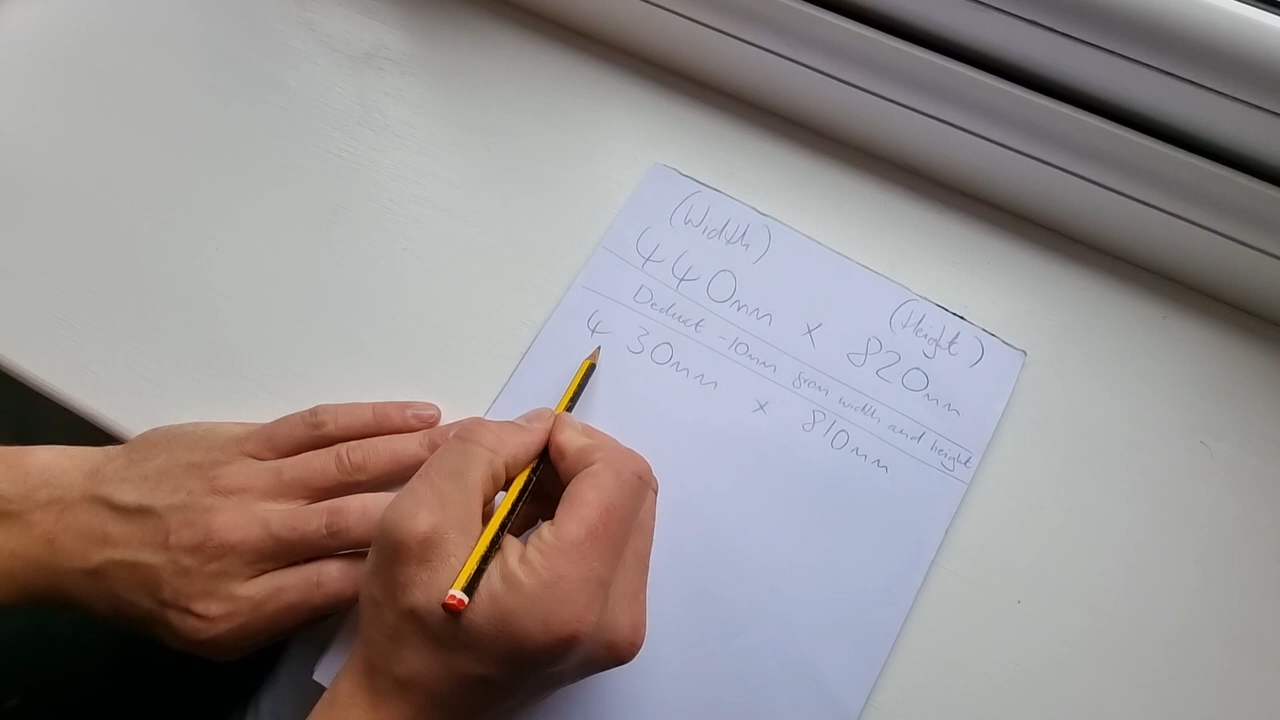 (Width) (Height)
440mm x 820mm
Deduct -10mm from width and height
430mm x 810mm